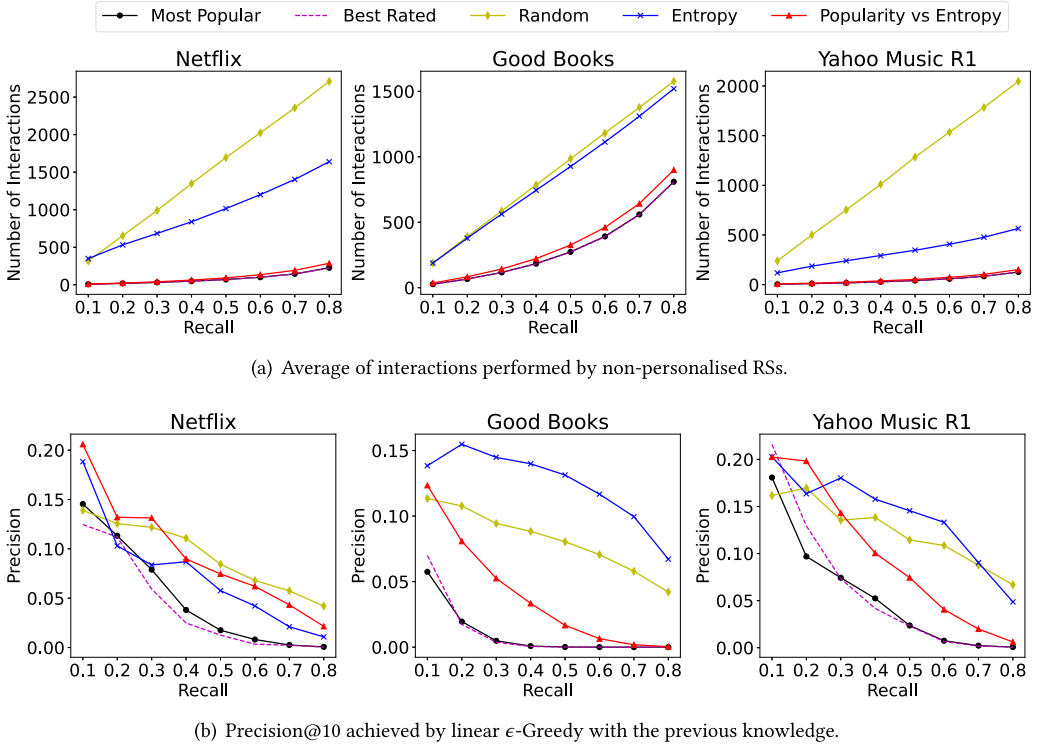 Most Popular Best Rated Random Entropy Popularity vs Entropy
Netflix Good Books Yahoo Music R1
Number of Interactions
2500
2000
1500
1000
500
0
0.1 0.2 0.3 0.4 0.5 0.6 0.7 0.8
Recall
Number of Interactions
1500
1000
500
0
0.1 0.2 0.3 0.4 0.5 0.6 0.7 0.8
Recall
Number of Interactions
2000
1500
1000
500
0
0.1 0.2 0.3 0.4 0.5 0.6 0.7 0.8
Recall
(a) Average of interactions performed by non-personalised RSs.
Netflix Good Books Yahoo Music R1
Precision
0.20
0.15
0.10
0.05
0.00
0.1 0.2 0.3 0.4 0.5 0.6 0.7 0.8
Recall
Precision
0.15
0.10
0.05
0.00
0.1 0.2 0.3 0.4 0.5 0.6 0.7 0.8
Recall
Precision
0.20
0.15
0.10
0.05
0.00
0.1 0.2 0.3 0.4 0.5 0.6 0.7 0.8
Recall
(b) Precision@10 achieved by linear ϵ-Greedy with the previous knowledge.